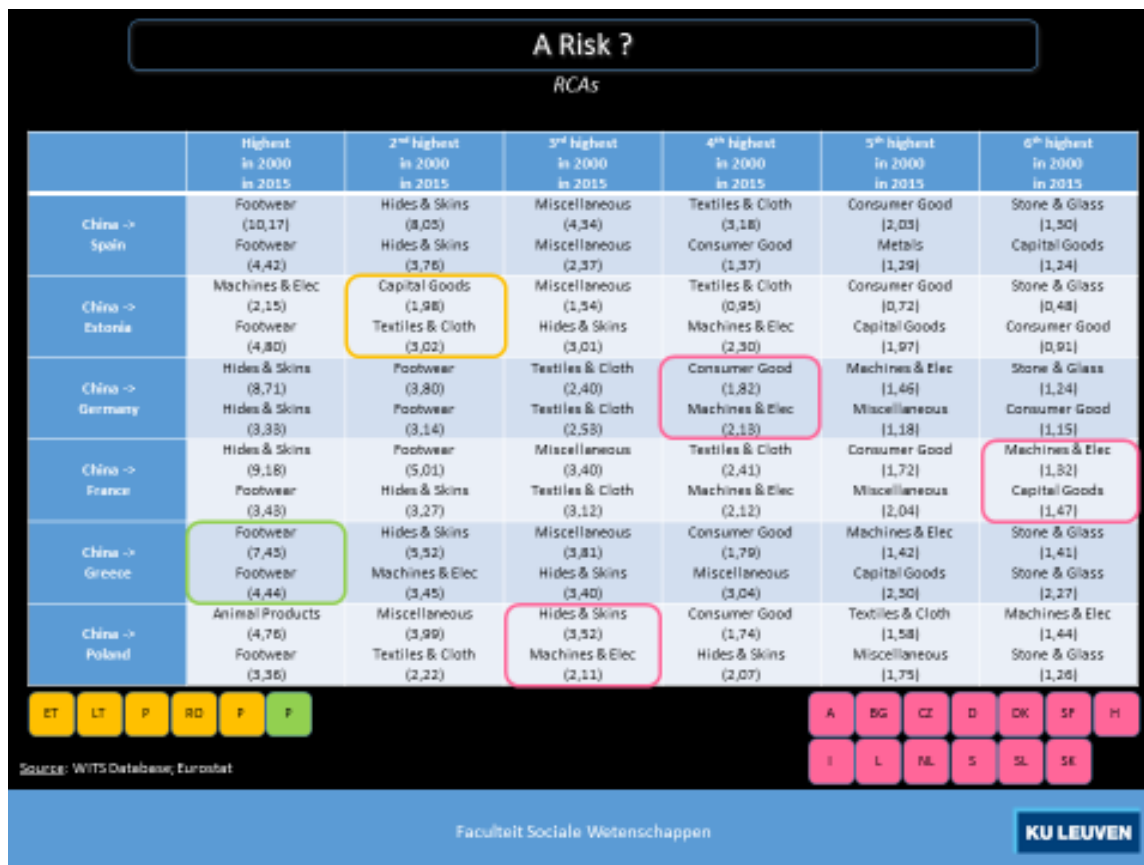 A Risk ?
RCAs
Highest 2nd highest 3rd highest 4th highest 5th highest 6th highest
in 2000 in 2000 in 2000 in 2000 in 2000 in 2000
in 2015 in 2015 in 2015 in 2015 in 2015 in 2015
Footwear Hides & Skins Miscellaneous Textiles & Cloth Consumer Good Stone & Glass
China -> (10,17) (8,03) (4,34) (3,18) (2,03) (1,30)
Spain Footwear Hides & Skins Miscellaneous Consumer Good Metals Capital Goods
(4,42) (3,76) (2,37) (1,37) (1,29) (1,24)
Machines & Elec Capital Goods Miscellaneous Textiles & Cloth Consumer Good Stone & Glass
China -> (2,15) (1,98) (1,54) (0,95) (0,72) (0,48)
Estonia Footwear Textiles & Cloth Hides & Skins Machines & Elec Capital Goods Consumer Good
(4,80) (3,02) (3,01) (2,30) (1,97) (0,91)
Hides & Skins Footwear Textiles & Cloth Consumer Good Machines & Elec Stone & Glass
China -> (8,71) (3,80) (2,40) (1,82) (1,46) (1,24)
Germany Hides & Skins Footwear Textiles & Cloth Machines & Elec Miscellaneous Consumer Good
(3,33) (3,14) (2,53) (2,13) (1,18) (1,15)
Hides & Skins Footwear Miscellaneous Textiles & Cloth Consumer Good Machines & Elec
China -> (9,18) (5,01) (3,40) (2,41) (1,72) (1,32)
France Footwear Hides & Skins Textiles & Cloth Machines & Elec Miscellaneous Capital Goods
(3,43) (3,27) (3,12) (2,12) (2,04) (1,47)
Footwear Hides & Skins Miscellaneous Consumer Good Machines & Elec Stone & Glass
China -> (7,43) (5,52) (3,81) (1,79) (1,42) (1,41)
Greece Footwear Machines & Elec Hides & Skins Miscellaneous Capital Goods Stone & Glass
(4,44) (3,45) (3,40) (3,04) (2,30) (2,27)
Animal Products Miscellaneous Hides & Skins Consumer Good Textiles & Cloth Machines & Elec
China -> (4,76) (3,99) (3,52) (1,74) (1,58) (1,44)
Poland Footwear Textiles & Cloth Machines & Elec Hides & Skins Miscellaneous Stone & Glass
(3,36) (2,22) (2,11) (2,07) (1,75) (1,26)
ET LT P RO P P A BG CZ D DK SF H
I L NL S SL SK
Source: WITS Database; Eurostat
Faculteit Sociale Wetenschappen
KU LEUVEN